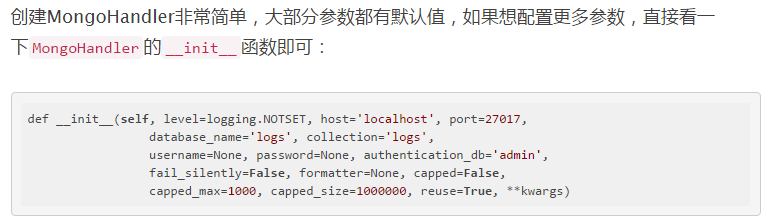 创建MongoHandler非常简单，大部分参数都有默认值，如果想配置更多参数，直接看一
下MongoHandler的__init__函数即可：
def __init__(self, level=logging.NOTSET, host='localhost', port=27017,
database_name='logs', collection='logs',
username=None, password=None, authentication_db='admin',
fail_silently=False, formatter=None, capped=False,
capped_max=1000, capped_size=1000000, reuse=True, **kwargs)